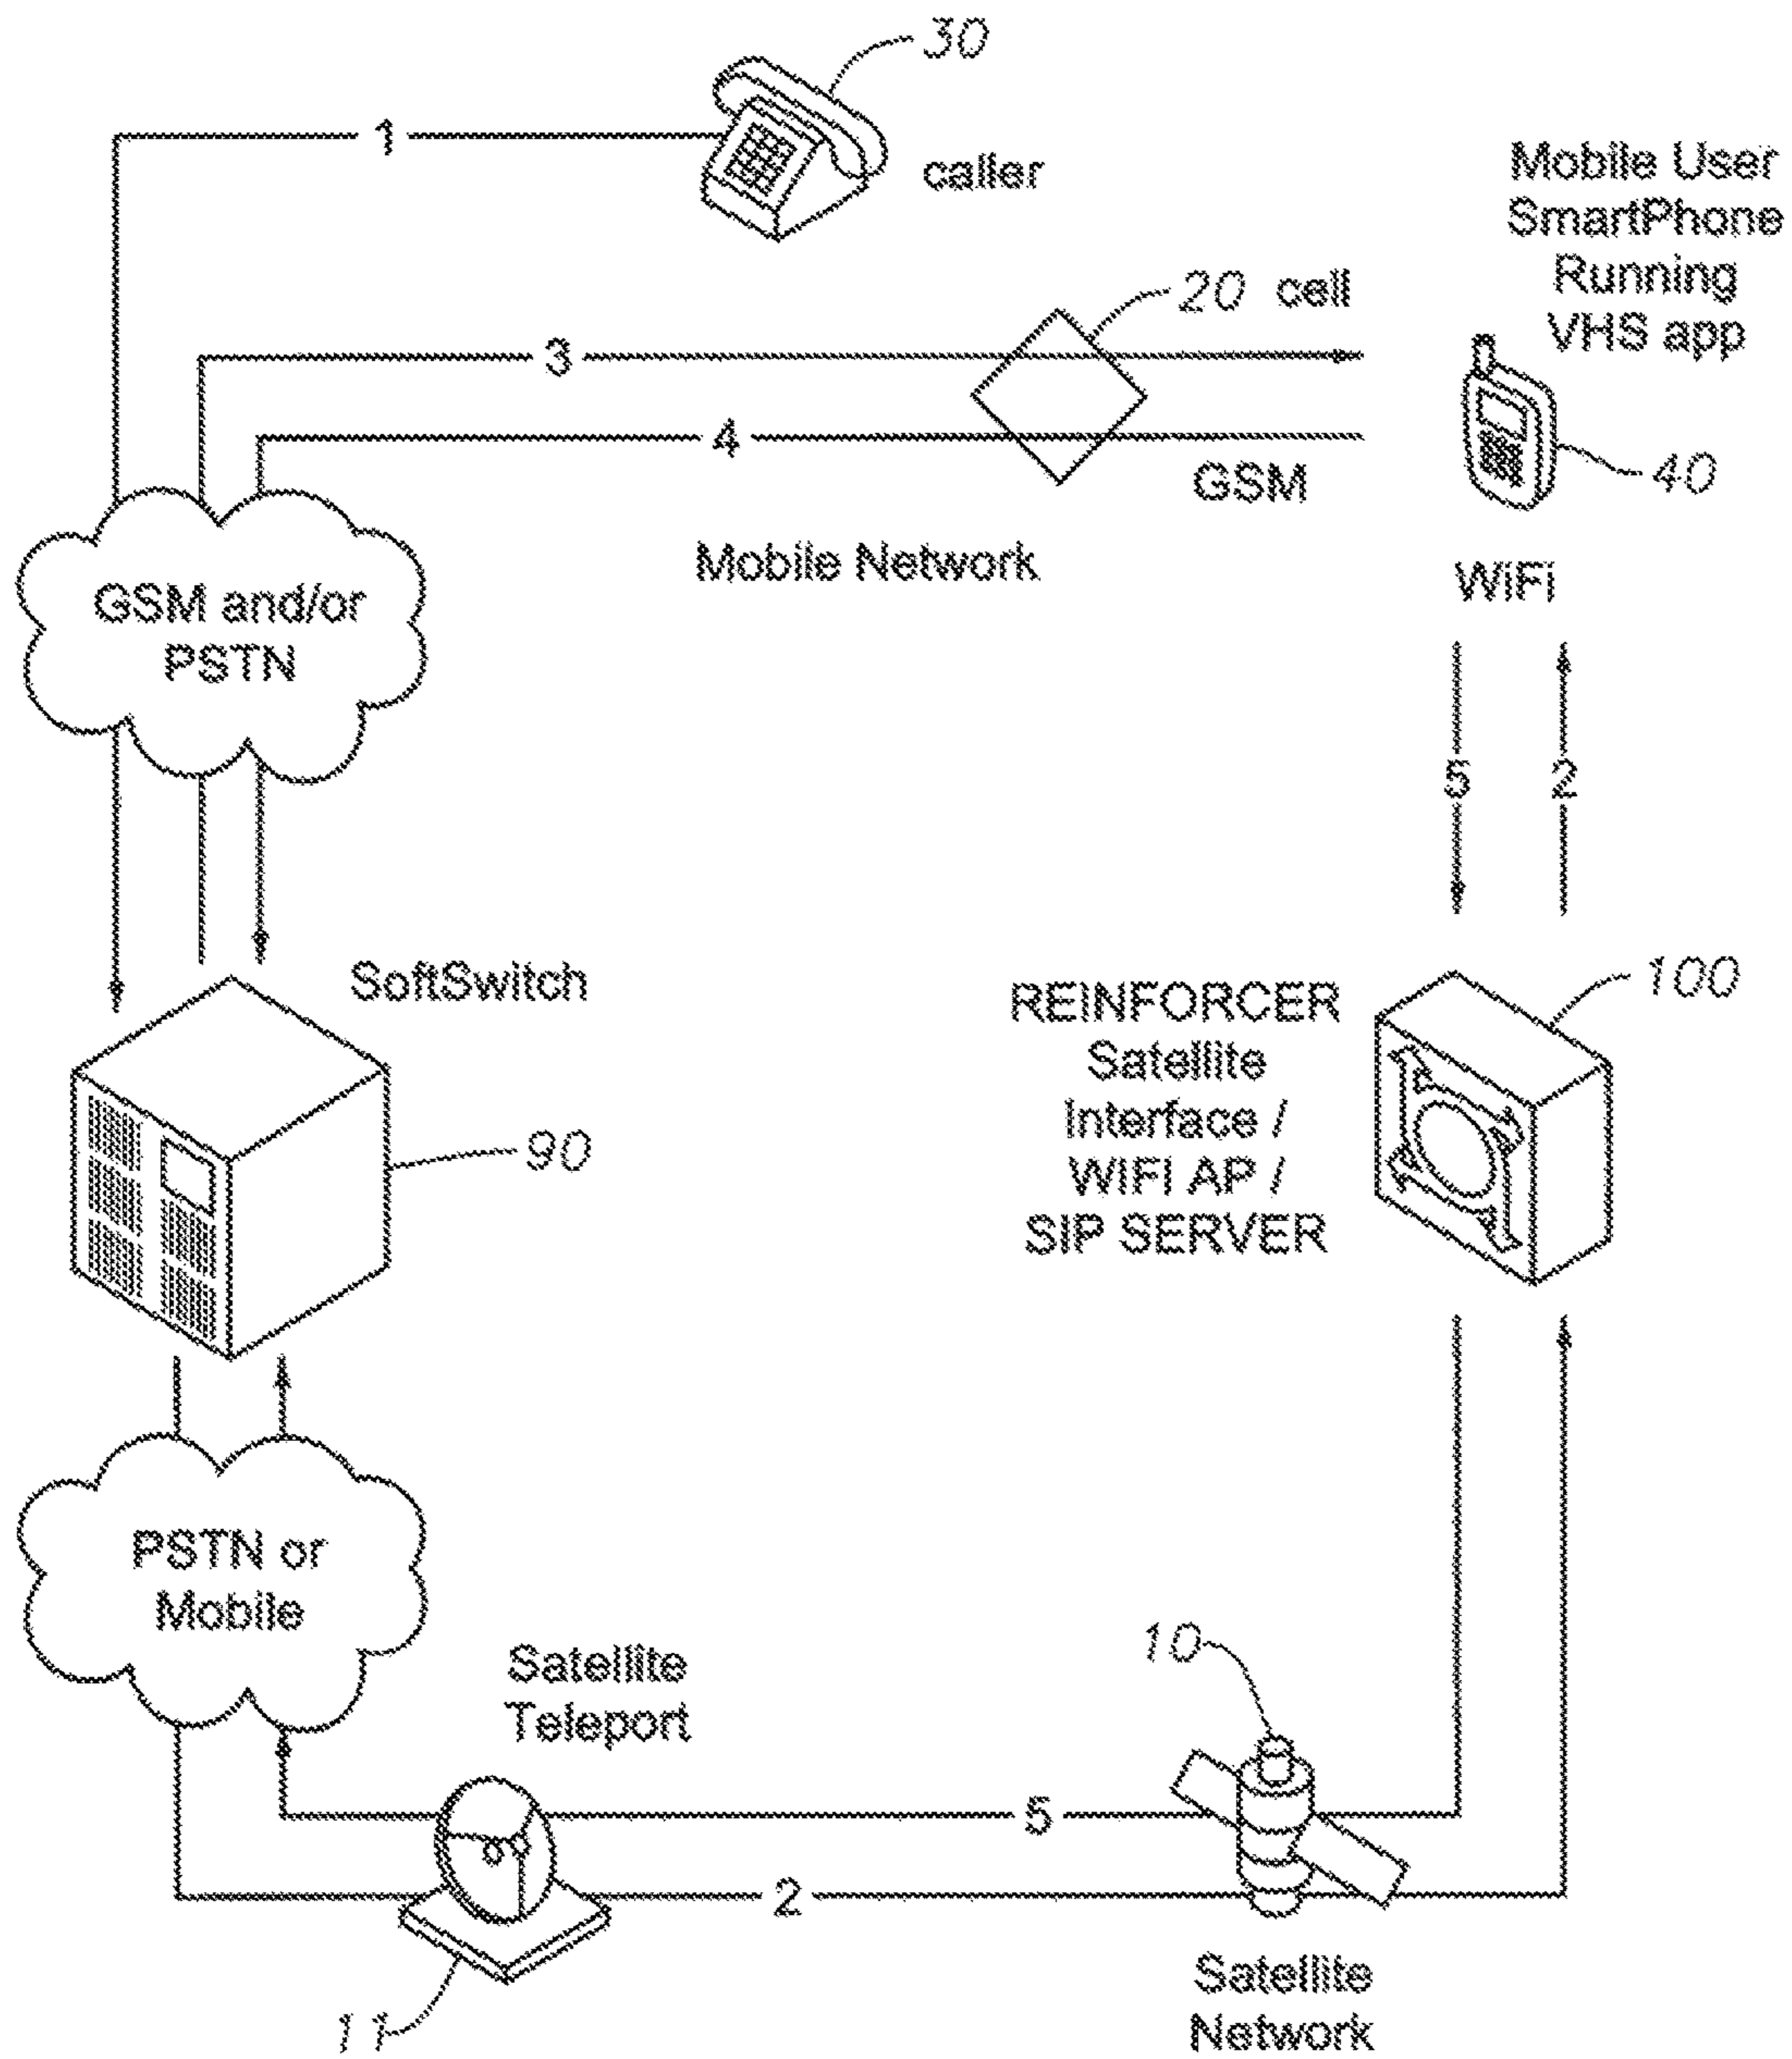 30
1
caller
Mobile User
SmartPhone
Running
VHS app
20 cell
3
4
GSM
40
Mobile Network
WiFi
GSM and/or
PSTN
5 2
SoftSwitch
100
REINFORCER
Satellite
Interface /
WIFI AP /
SIP SERVER
90
PSTN or
Mobile
10
Satellite
Teleport
5
2
Satellite
Network
11